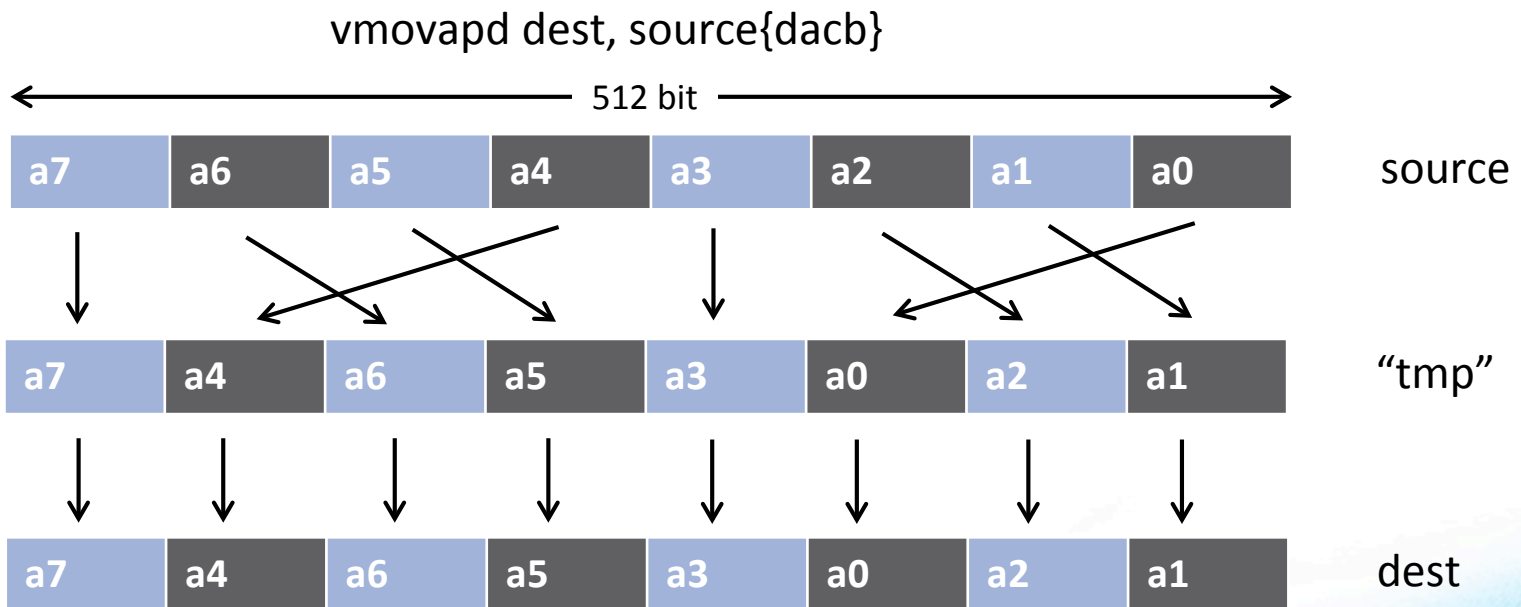 vmovapd dest, source{dacb}
512 bit
a7 a6 a5 a4 a3 a2 a1 a0 source
a7 a4 a6 a5 a3 a0 a2 a1 “tmp”
a7 a4 a6 a5 a3 a0 a2 a1 dest